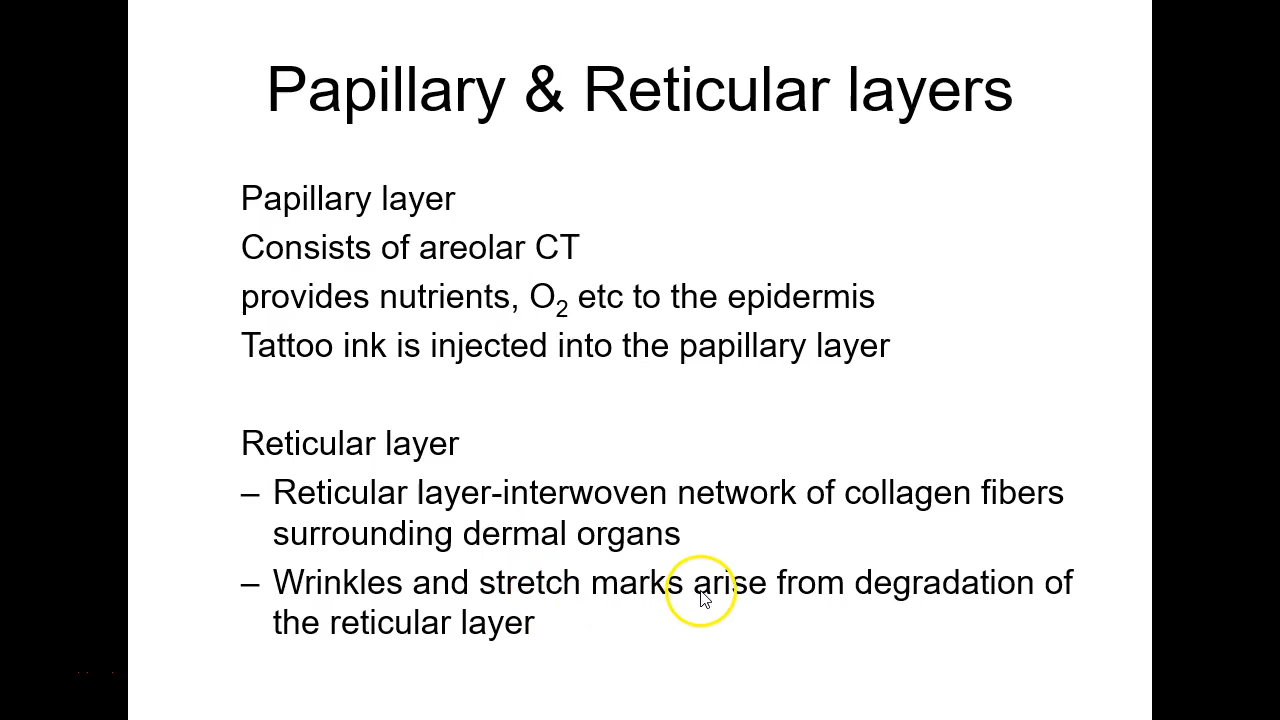 Papillary & Reticular layers
Papillary layer
Consists of areolar CT
provides nutrients, O₂ etc to the epidermis
Tattoo ink is injected into the papillary layer
Reticular layer
– Reticular layer-interwoven network of collagen fibers
surrounding dermal organs
– Wrinkles and stretch marks arise from degradation of
the reticular layer